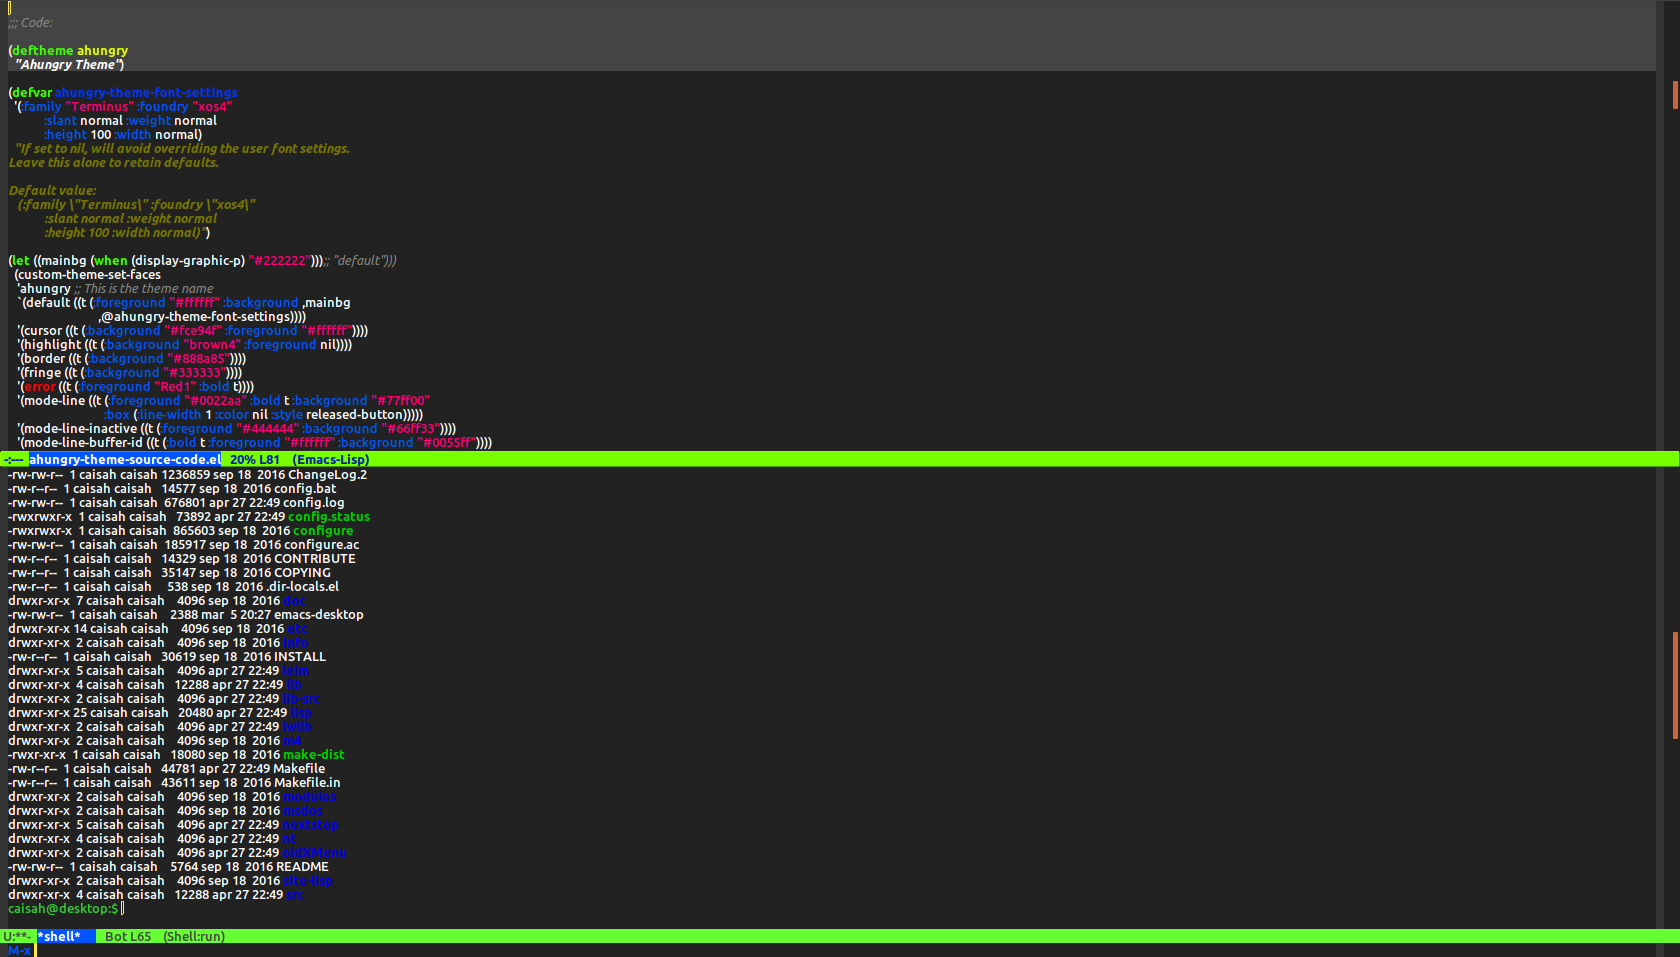 ;;; Code:
(deftheme ahungry
"Ahungry Theme")
(defvar ahungry-theme-font-settings
'(:family "Terminus" :foundry "xos4"
:slant normal :weight normal
:height 100 :width normal)
"If set to nil, will avoid overriding the user font settings.
Leave this alone to retain defaults.
Default value:
(:family \"Terminus\" :foundry \"xos4\"
:slant normal :weight normal
:height 100 :width normal)")
(let ((mainbg (when (display-graphic-p) "#222222")));; "default")))
(custom-theme-set-faces
'ahungry ;; This is the theme name
`(default ((t (:foreground "#ffffff" :background ,mainbg
,@ahungry-theme-font-settings))))
'(cursor ((t (:background "#fce94f" :foreground "#ffffff"))))
'(highlight ((t (:background "brown4" :foreground nil))))
'(border ((t (:background "#888a85"))))
'(fringe ((t (:background "#333333"))))
'(error ((t (:foreground "Red1" :bold t))))
'(mode-line ((t (:foreground "#0022aa" :bold t :background "#77ff00"
:box (:line-width 1 :color nil :style released-button)))))
'(mode-line-inactive ((t (:foreground "#444444" :background "#66ff33"))))
'(mode-line-buffer-id ((t (:bold t :foreground "#ffffff" :background "#0055ff"))))
-:--- ahungry-theme-source-code.el 20% L81 (Emacs-Lisp)
-rw-rw-r-- 1 caisah caisah 1236859 sep 18 2016 ChangeLog.2
-rw-r--r-- 1 caisah caisah 14577 sep 18 2016 config.bat
-rw-rw-r-- 1 caisah caisah 676801 apr 27 22:49 config.log
-rwxrwxr-x 1 caisah caisah 73892 apr 27 22:49 config.status
-rwxrwxr-x 1 caisah caisah 865603 sep 18 2016 configure
-rw-rw-r-- 1 caisah caisah 185917 sep 18 2016 configure.ac
-rw-r--r-- 1 caisah caisah 14329 sep 18 2016 CONTRIBUTE
-rw-r--r-- 1 caisah caisah 35147 sep 18 2016 COPYING
-rw-r--r-- 1 caisah caisah 538 sep 18 2016 .dir-locals.el
drwxr-xr-x 7 caisah caisah 4096 sep 18 2016 doc
-rw-rw-r-- 1 caisah caisah 2388 mar 5 20:27 emacs-desktop
drwxr-xr-x 14 caisah caisah 4096 sep 18 2016 etc
drwxr-xr-x 2 caisah caisah 4096 sep 18 2016 info
-rw-r--r-- 1 caisah caisah 30619 sep 18 2016 INSTALL
drwxr-xr-x 5 caisah caisah 4096 apr 27 22:49 leim
drwxr-xr-x 4 caisah caisah 12288 apr 27 22:49 lib
drwxr-xr-x 2 caisah caisah 4096 apr 27 22:49 lib-src
drwxr-xr-x 25 caisah caisah 20480 apr 27 22:49 lisp
drwxr-xr-x 2 caisah caisah 4096 apr 27 22:49 lwlib
drwxr-xr-x 2 caisah caisah 4096 sep 18 2016 m4
-rwxr-xr-x 1 caisah caisah 18080 sep 18 2016 make-dist
-rw-r--r-- 1 caisah caisah 44781 apr 27 22:49 Makefile
-rw-r--r-- 1 caisah caisah 43611 sep 18 2016 Makefile.in
drwxr-xr-x 2 caisah caisah 4096 sep 18 2016 modules
drwxr-xr-x 2 caisah caisah 4096 sep 18 2016 msdos
drwxr-xr-x 5 caisah caisah 4096 apr 27 22:49 nextstep
drwxr-xr-x 4 caisah caisah 4096 apr 27 22:49 nt
drwxr-xr-x 2 caisah caisah 4096 apr 27 22:49 oldXMenu
-rw-rw-r-- 1 caisah caisah 5764 sep 18 2016 README
drwxr-xr-x 2 caisah caisah 4096 sep 18 2016 site-lisp
drwxr-xr-x 4 caisah caisah 12288 apr 27 22:49 src
caisah@desktop:$
U:**- *shell* Bot L65 (Shell:run)
M-x